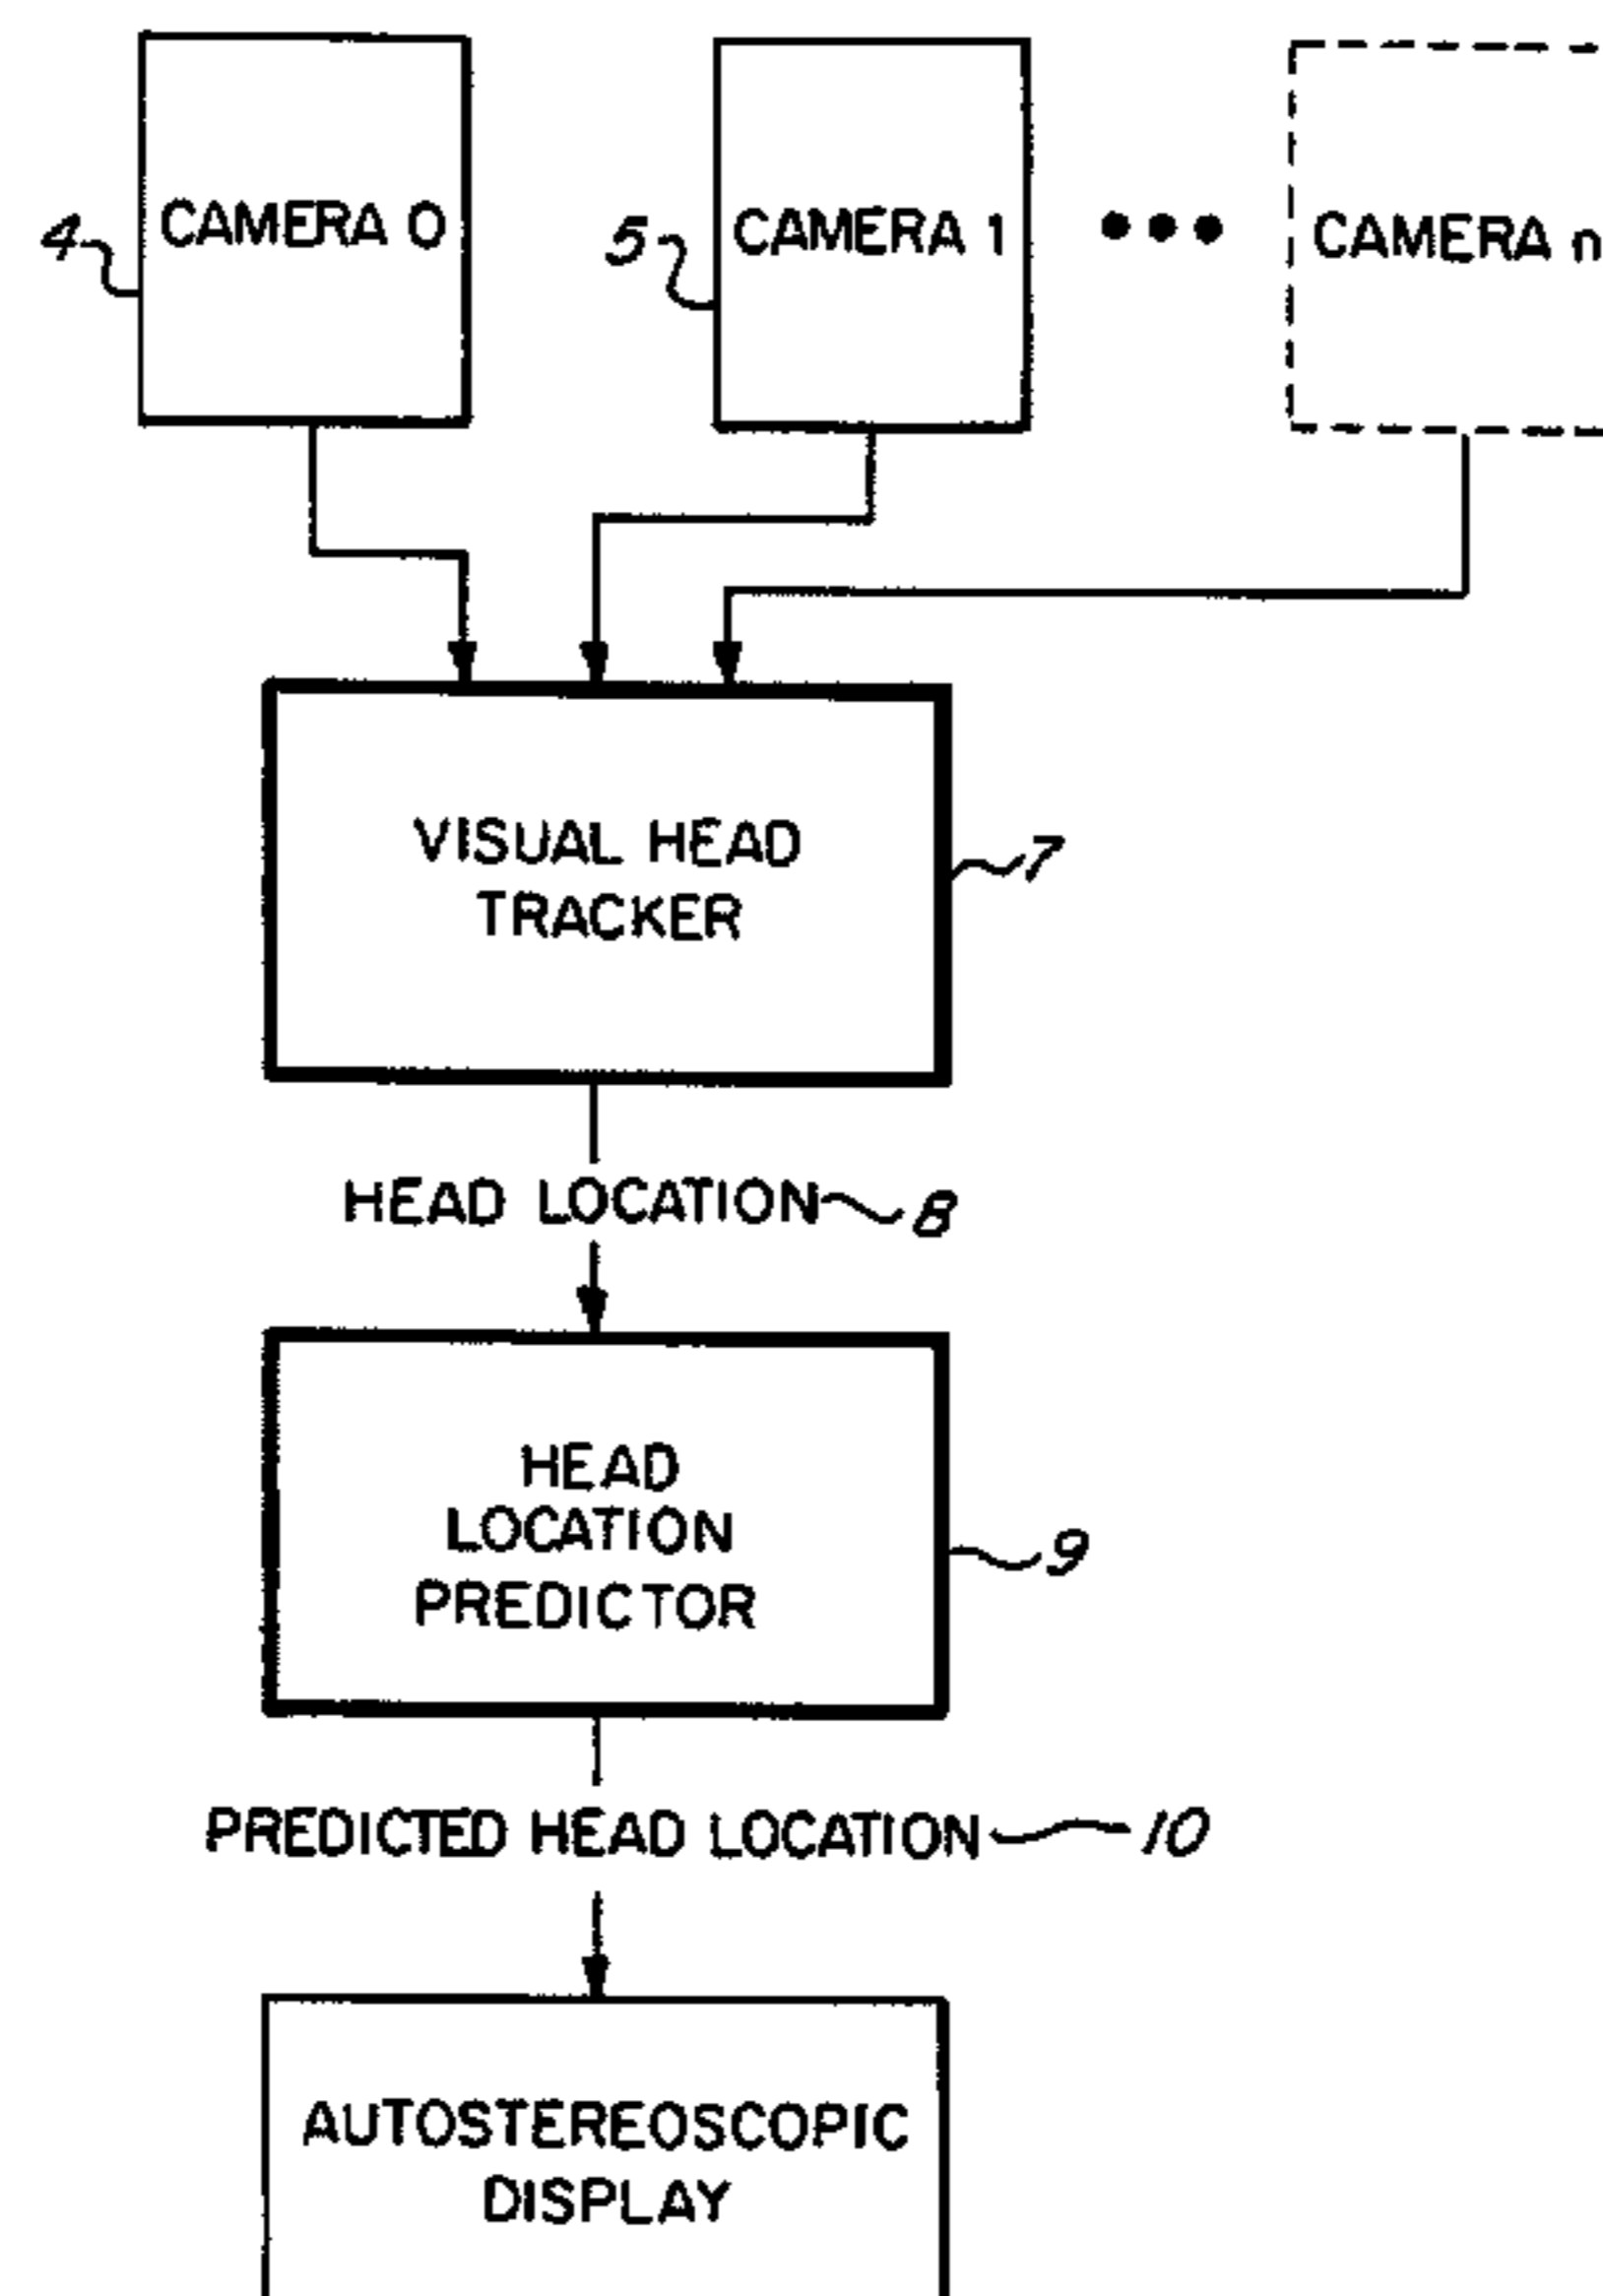 4 CAMERA 0
5 CAMERA 1
CAMERA n
VISUAL HEAD
TRACKER
7
HEAD LOCATION 8
HEAD
LOCATION
PREDICTOR
9
PREDICTED HEAD LOCATION 10
AUTOSTEREOSCOPIC
DISPLAY